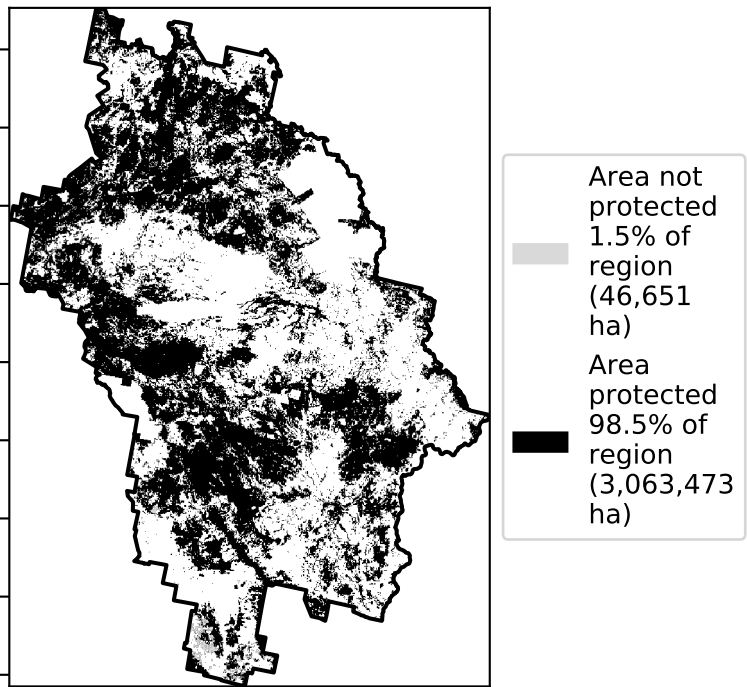 Area not
protected
1.5% of
region
(46,651
ha)
Area
protected
98.5% of
region
(3,063,473
ha)